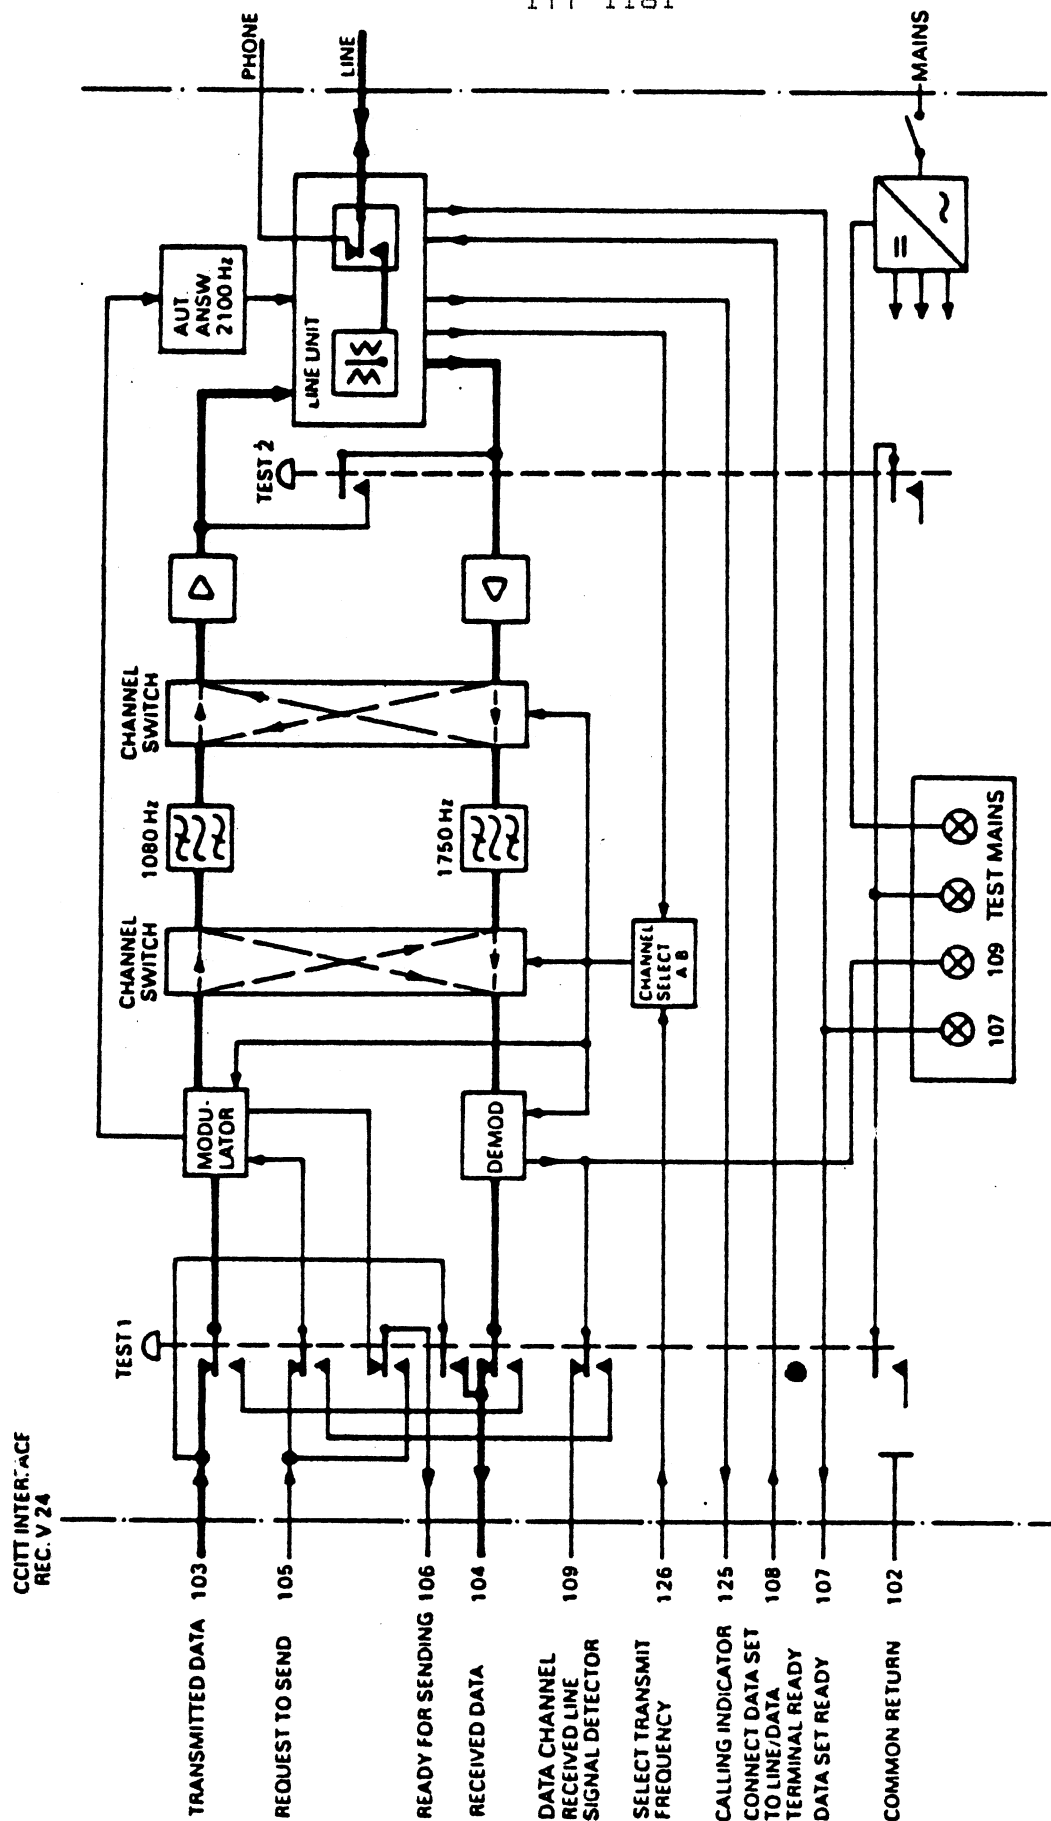 CCITT INTERFACE
REC. V 24
TRANSMITTED DATA 103
REQUEST TO SEND 105
READY FOR SENDING 106
RECEIVED DATA 104
DATA CHANNEL
RECEIVED LINE
SIGNAL DETECTOR
109
SELECT TRANSMIT
FREQUENCY
126
CALLING INDICATOR 125
CONNECT DATA SET
TO LINE/DATA
TERMINAL READY
108
DATA SET READY 107
COMMON RETURN 102
TEST 1
MODU-
LATOR
DEMOD
CHANNEL
SWITCH
CHANNEL
SELECT
A B
1080 Hz
1750 Hz
CHANNEL
SWITCH
TEST 2
LINE UNIT
AUT
ANSW.
2100 Hz
PHONE
LINE
MAINS
=
~
107 109 TEST MAINS